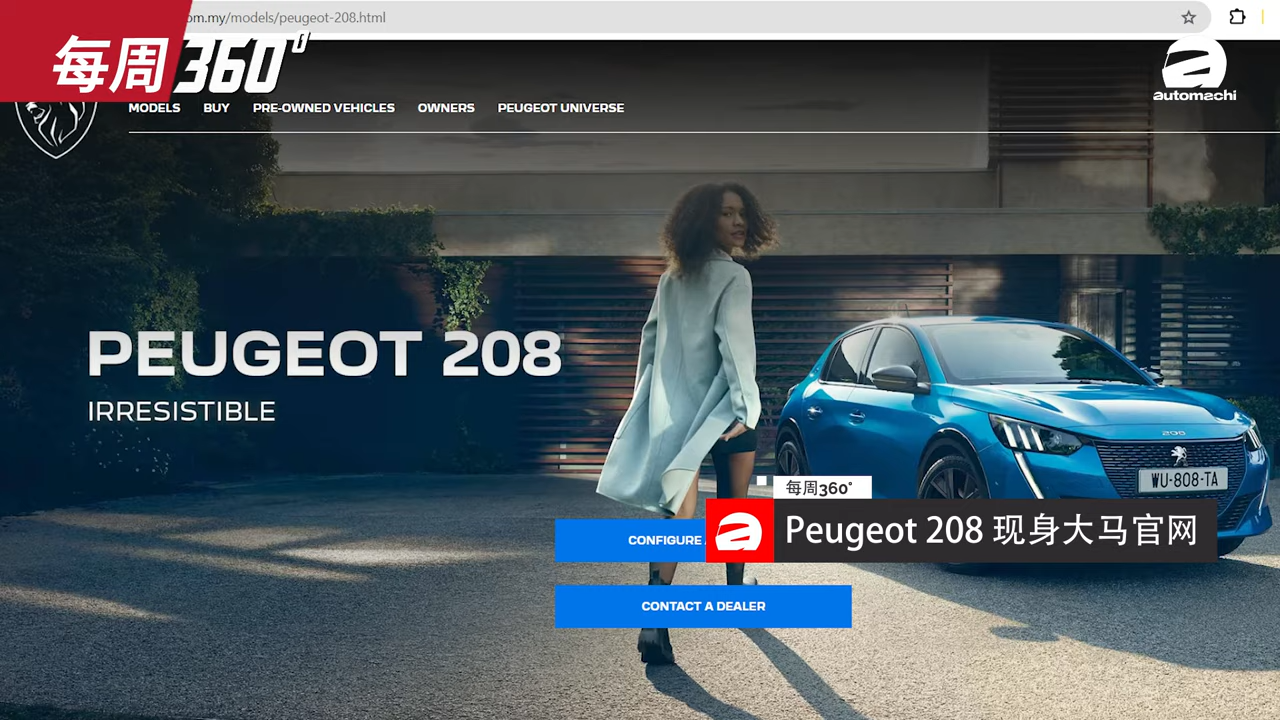 om.my/models/peugeot-208.html
每周360°
automachi
MODELS BUY PRE-OWNED VEHICLES OWNERS PEUGEOT UNIVERSE
PEUGEOT 208
IRRESISTIBLE
208
WU-808-TA
每周360°
Peugeot 208 现身大马官网
CONFIGURE
CONTACT A DEALER